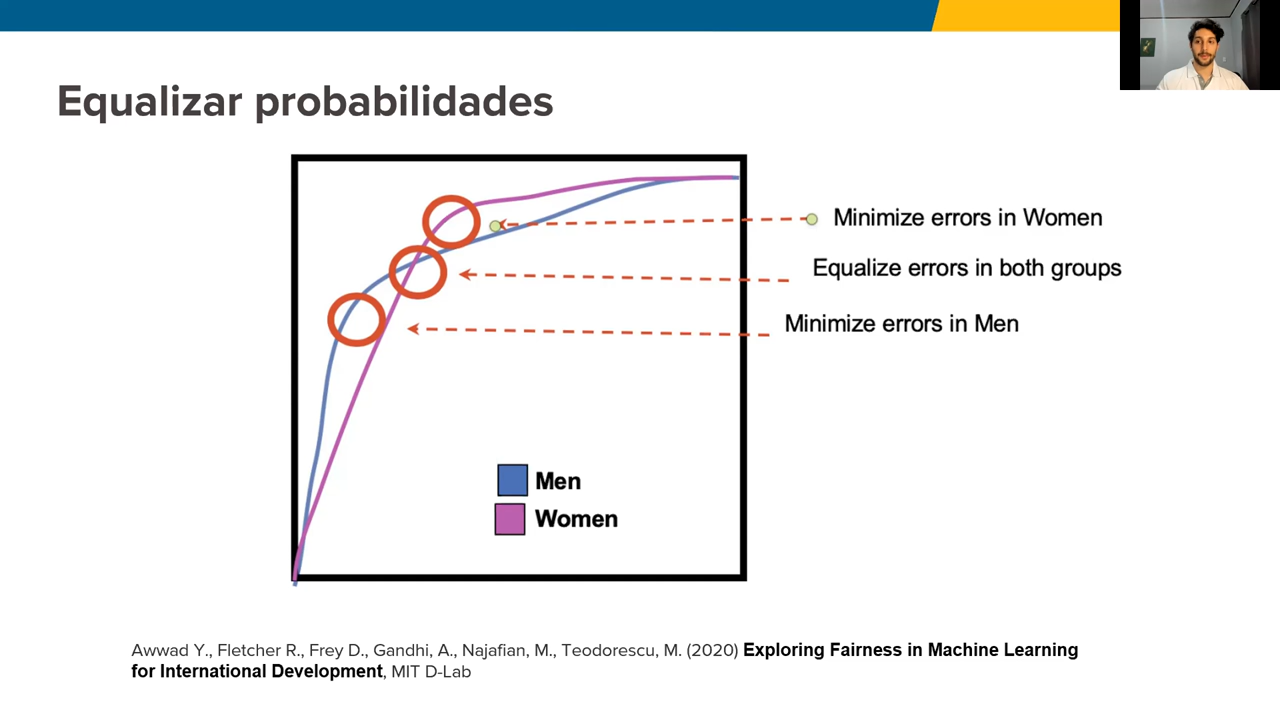 Equalizar probabilidades
Minimize errors in Women
Equalize errors in both groups
Minimize errors in Men
Men
Women
Awwad Y., Fletcher R., Frey D., Gandhi, A., Najafian, M., Teodorescu, M. (2020) Exploring Fairness in Machine Learning
for International Development, MIT D-Lab